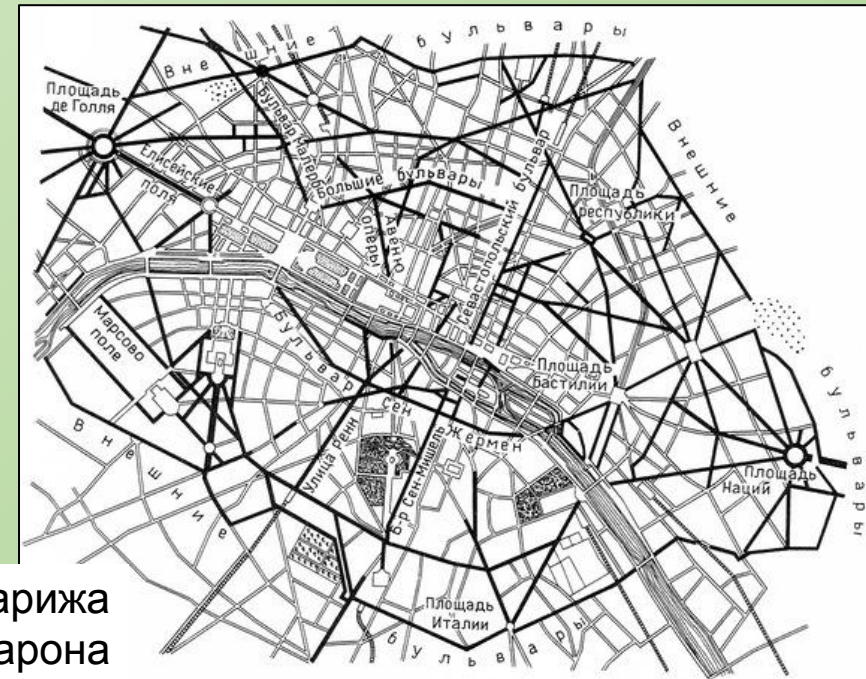 Внешние бульвары
Площадь
де Голля
Бульвар Малерб
Внешние
Елисейские
поля
Большие бульвары
Авеню
оперы
Севастопольский бульвар
Площадь
республики
Марсово
поле
Бульвар Сен Жермен
Площадь
Бастилии
бульвары
Внешние
Улица Ренн
Б-р Сен-Мишель
Площадь
Наций
Площадь
Италии
бульвары
арижа
арона